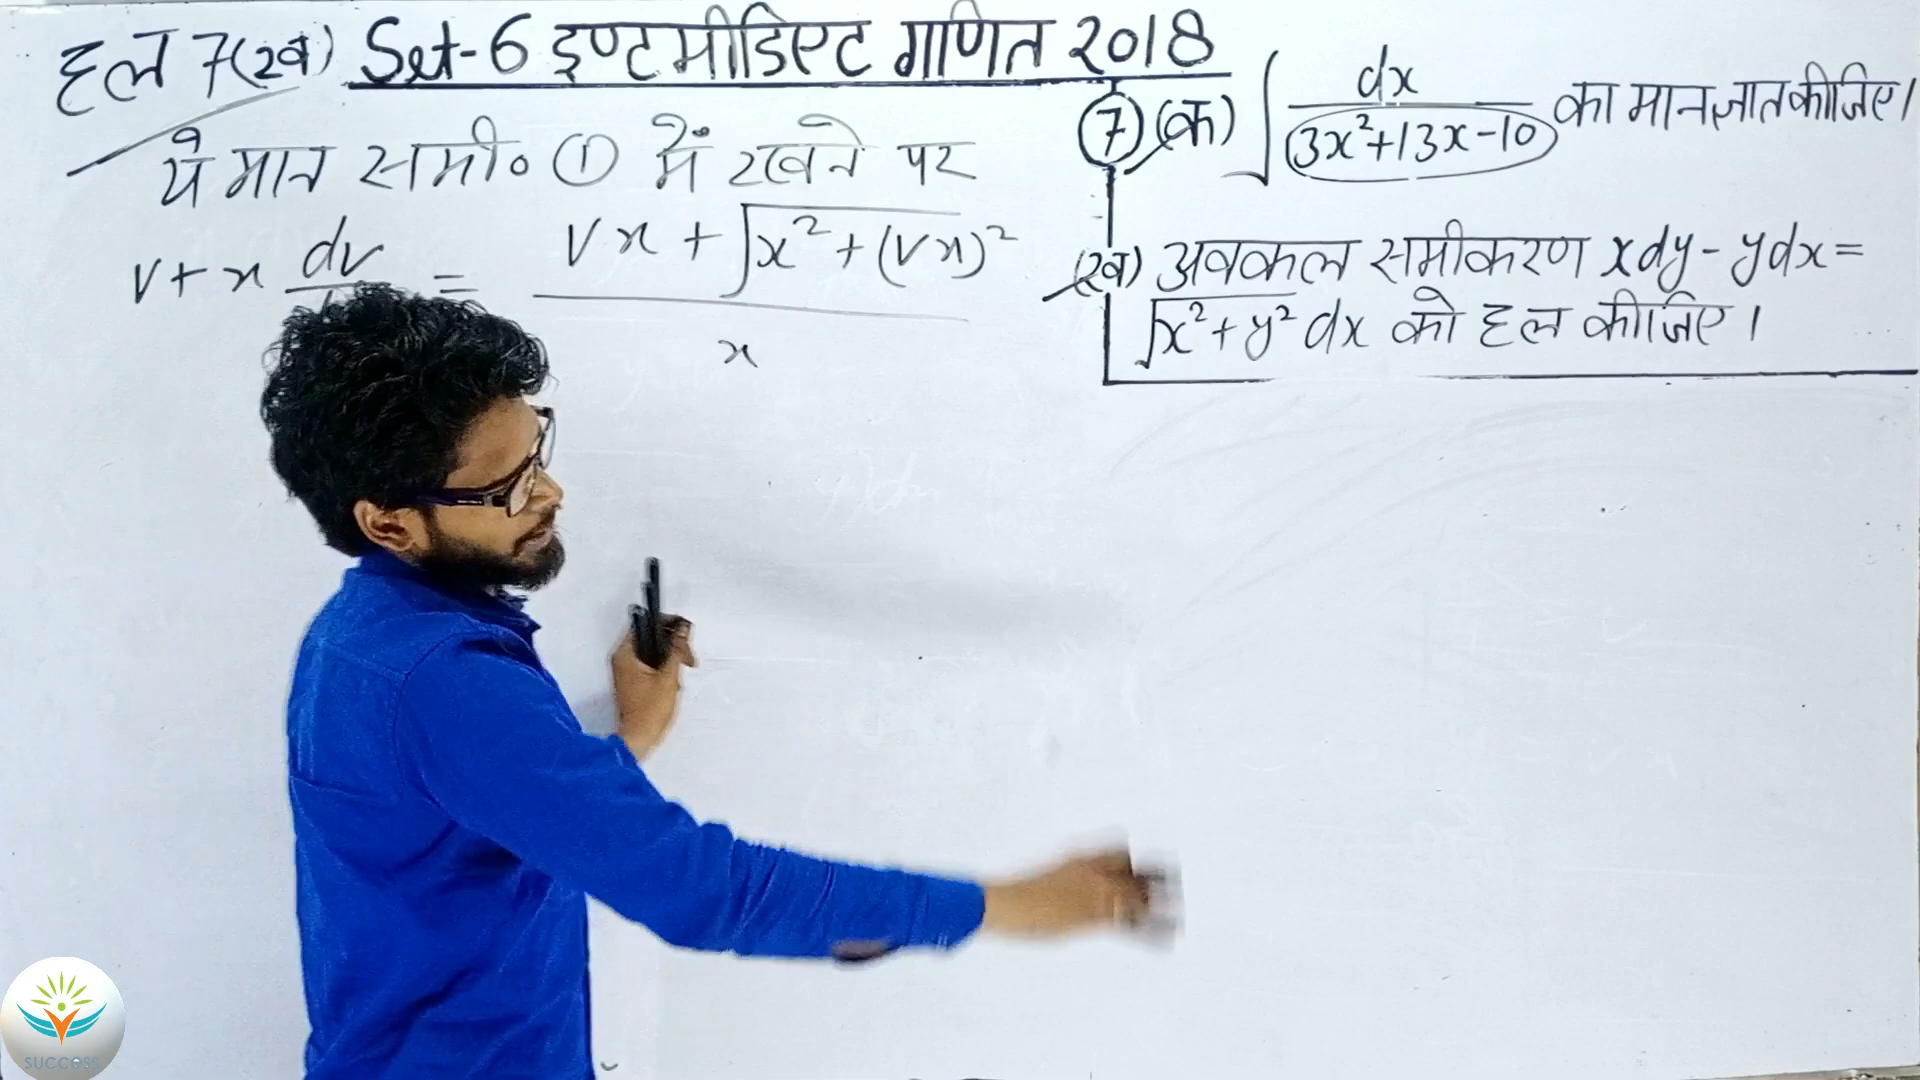 हल 7(ख) Set-6 इण्टमीडिएट गणित 2018
ये मान समी० ① में रखने पर
v + x dv = vx + √x² + (vx)²
x
⑦ (क) ∫ dx / 3x²+13x-10 का मान ज्ञात कीजिए।
(ख) अवकल समीकरण xdy - ydx =
√x²+y² dx को हल कीजिए।
SUCCESS